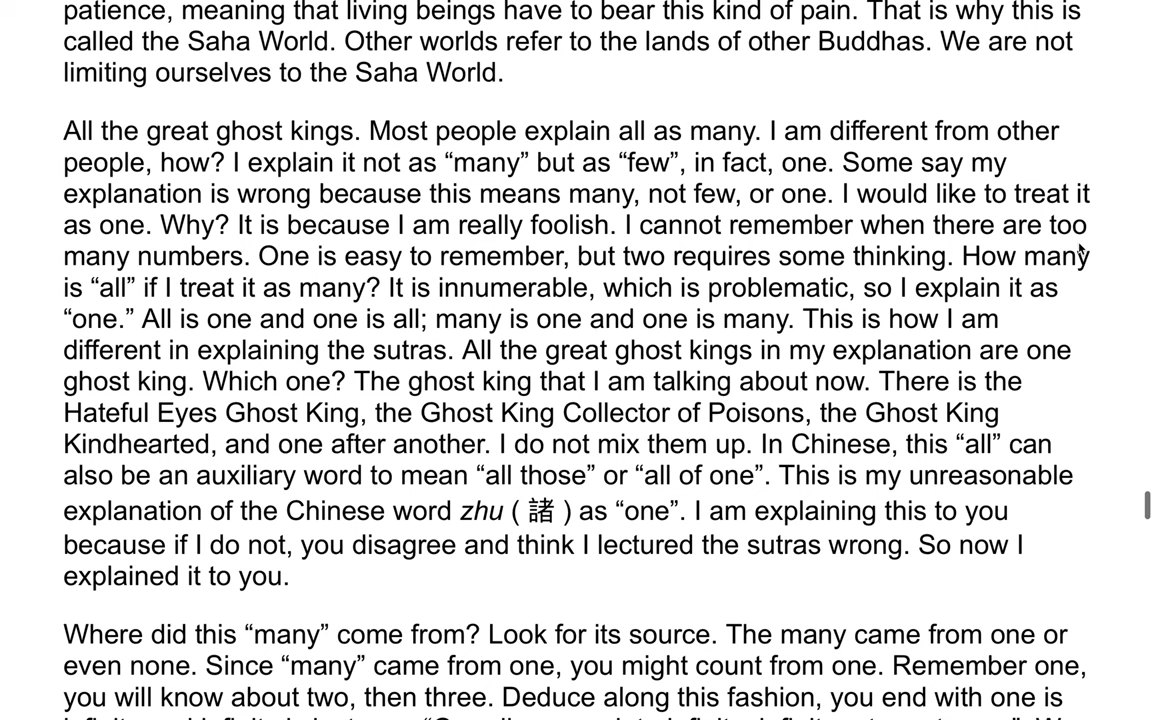 patience, meaning that living beings have to bear this kind of pain. That is why this is
called the Saha World. Other worlds refer to the lands of other Buddhas. We are not
limiting ourselves to the Saha World.
All the great ghost kings. Most people explain all as many. I am different from other
people, how? I explain it not as “many” but as “few”, in fact, one. Some say my
explanation is wrong because this means many, not few, or one. I would like to treat it
as one. Why? It is because I am really foolish. I cannot remember when there are too
many numbers. One is easy to remember, but two requires some thinking. How many
is “all” if I treat it as many? It is innumerable, which is problematic, so I explain it as
“one.” All is one and one is all; many is one and one is many. This is how I am
different in explaining the sutras. All the great ghost kings in my explanation are one
ghost king. Which one? The ghost king that I am talking about now. There is the
Hateful Eyes Ghost King, the Ghost King Collector of Poisons, the Ghost King
Kindhearted, and one after another. I do not mix them up. In Chinese, this “all” can
also be an auxiliary word to mean “all those” or “all of one”. This is my unreasonable
explanation of the Chinese word zhu ( 諸 ) as “one”. I am explaining this to you
because if I do not, you disagree and think I lectured the sutras wrong. So now I
explained it to you.
Where did this “many” come from? Look for its source. The many came from one or
even none. Since “many” came from one, you might count from one. Remember one,
you will know about two, then three. Deduce along this fashion, you end with one is